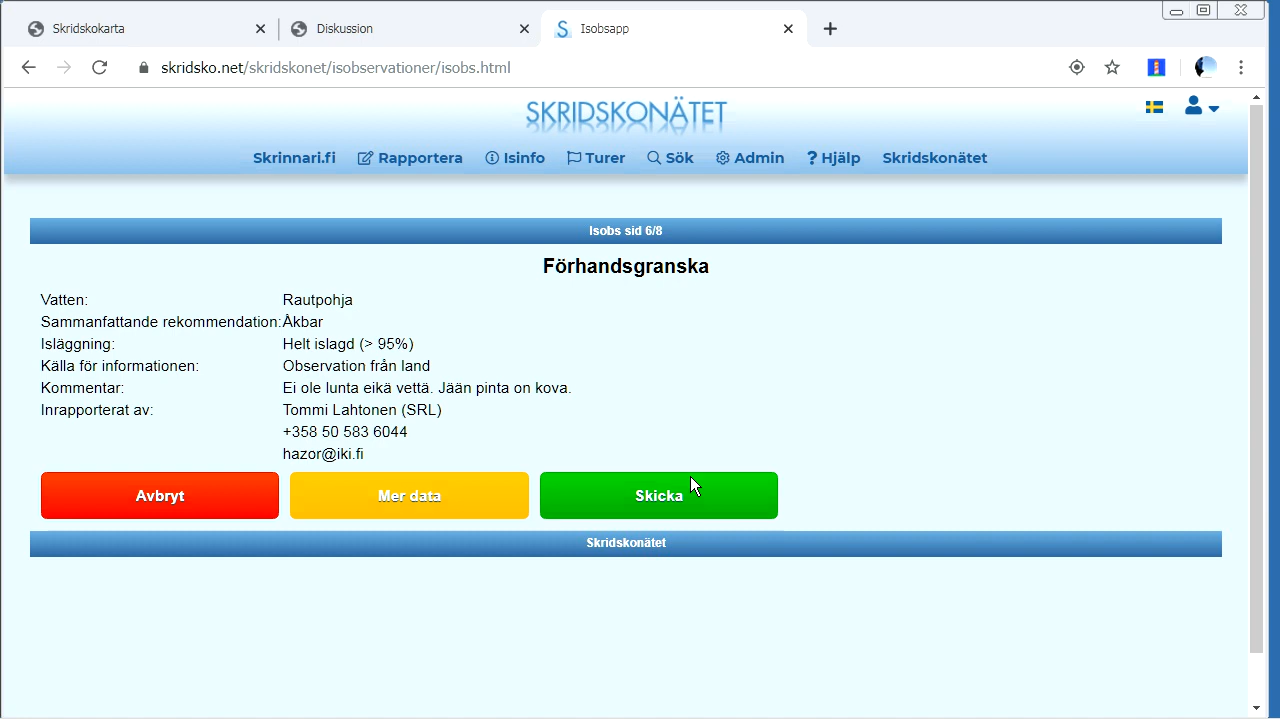 Skridskokarta
Diskussion
Isobsapp
skridsko.net/skridskonet/isobservationer/isobs.html
SKRIDSKONÄTET
Skrinnari.fi Rapportera Isinfo Turer Sök Admin Hjälp Skridskonätet
Isobs sid 6/8
Förhandsgranska
Vatten: Rautpohja
Sammanfattande rekommendation: Åkbar
Isläggning: Helt islagd (> 95%)
Källa för informationen: Observation från land
Kommentar: Ei ole lunta eikä vettä. Jään pinta on kova.
Inrapporterat av: Tommi Lahtonen (SRL)
+358 50 583 6044
hazor@iki.fi
Avbryt Mer data Skicka
Skridskonätet